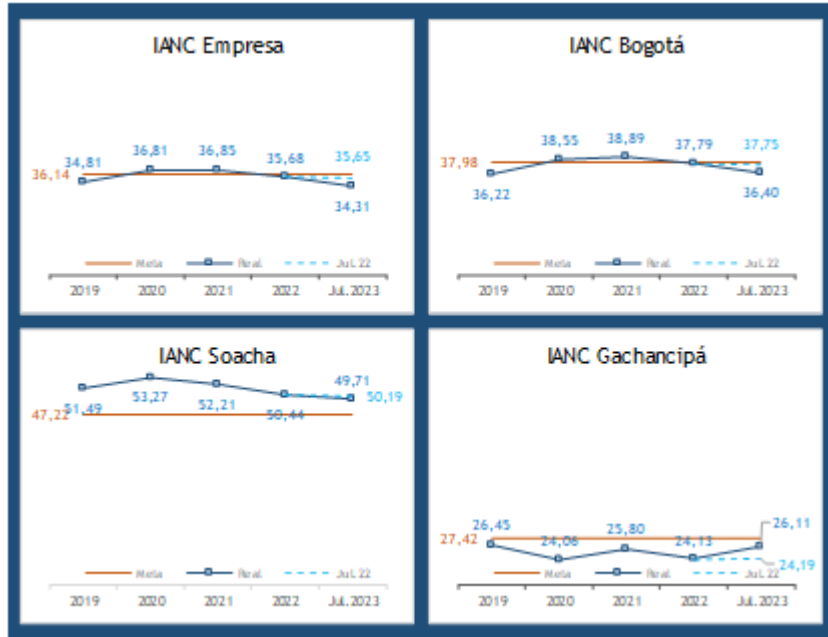 IANC Empresa
34,81 36,81 36,85 35,68 35,65
36,14
34,31
Meta Real Jul.22
2019 2020 2021 2022 Jul.2023
IANC Bogotá
38,55 38,89 37,79 37,75
37,98
36,22 36,40
Meta Real Jul.22
2019 2020 2021 2022 Jul.2023
IANC Soacha
49,71
53,27 52,21 50,19
47,22 51,49 50,44
Meta Real Jul.22
2019 2020 2021 2022 Jul.2023
IANC Gachancipá
26,45 25,80 26,11
27,42 24,06 24,13
24,19
Meta Real Jul.22
2019 2020 2021 2022 Jul.2023